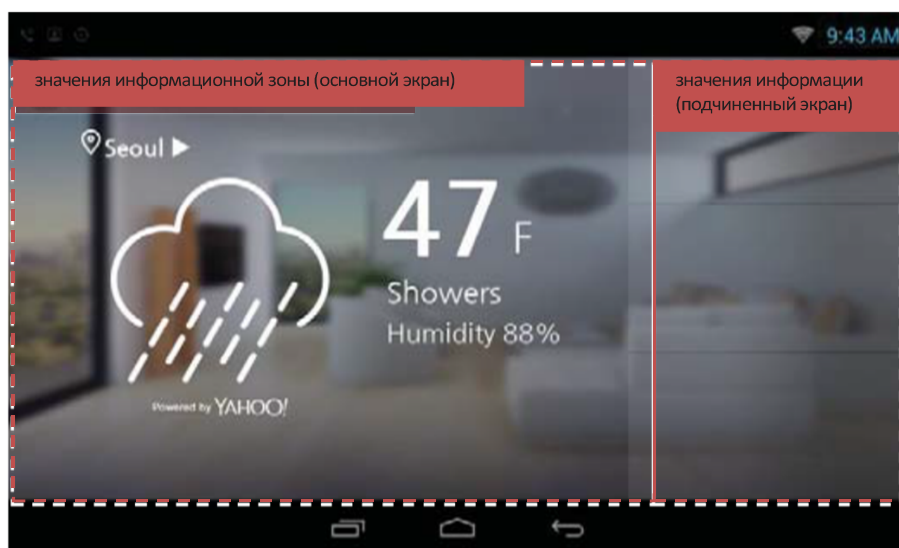 9:43 AM
значения информационной зоны (основной экран)
значения информации
(подчиненный экран)
Seoul
47 F
Showers
Humidity 88%
Powered by YAHOO!